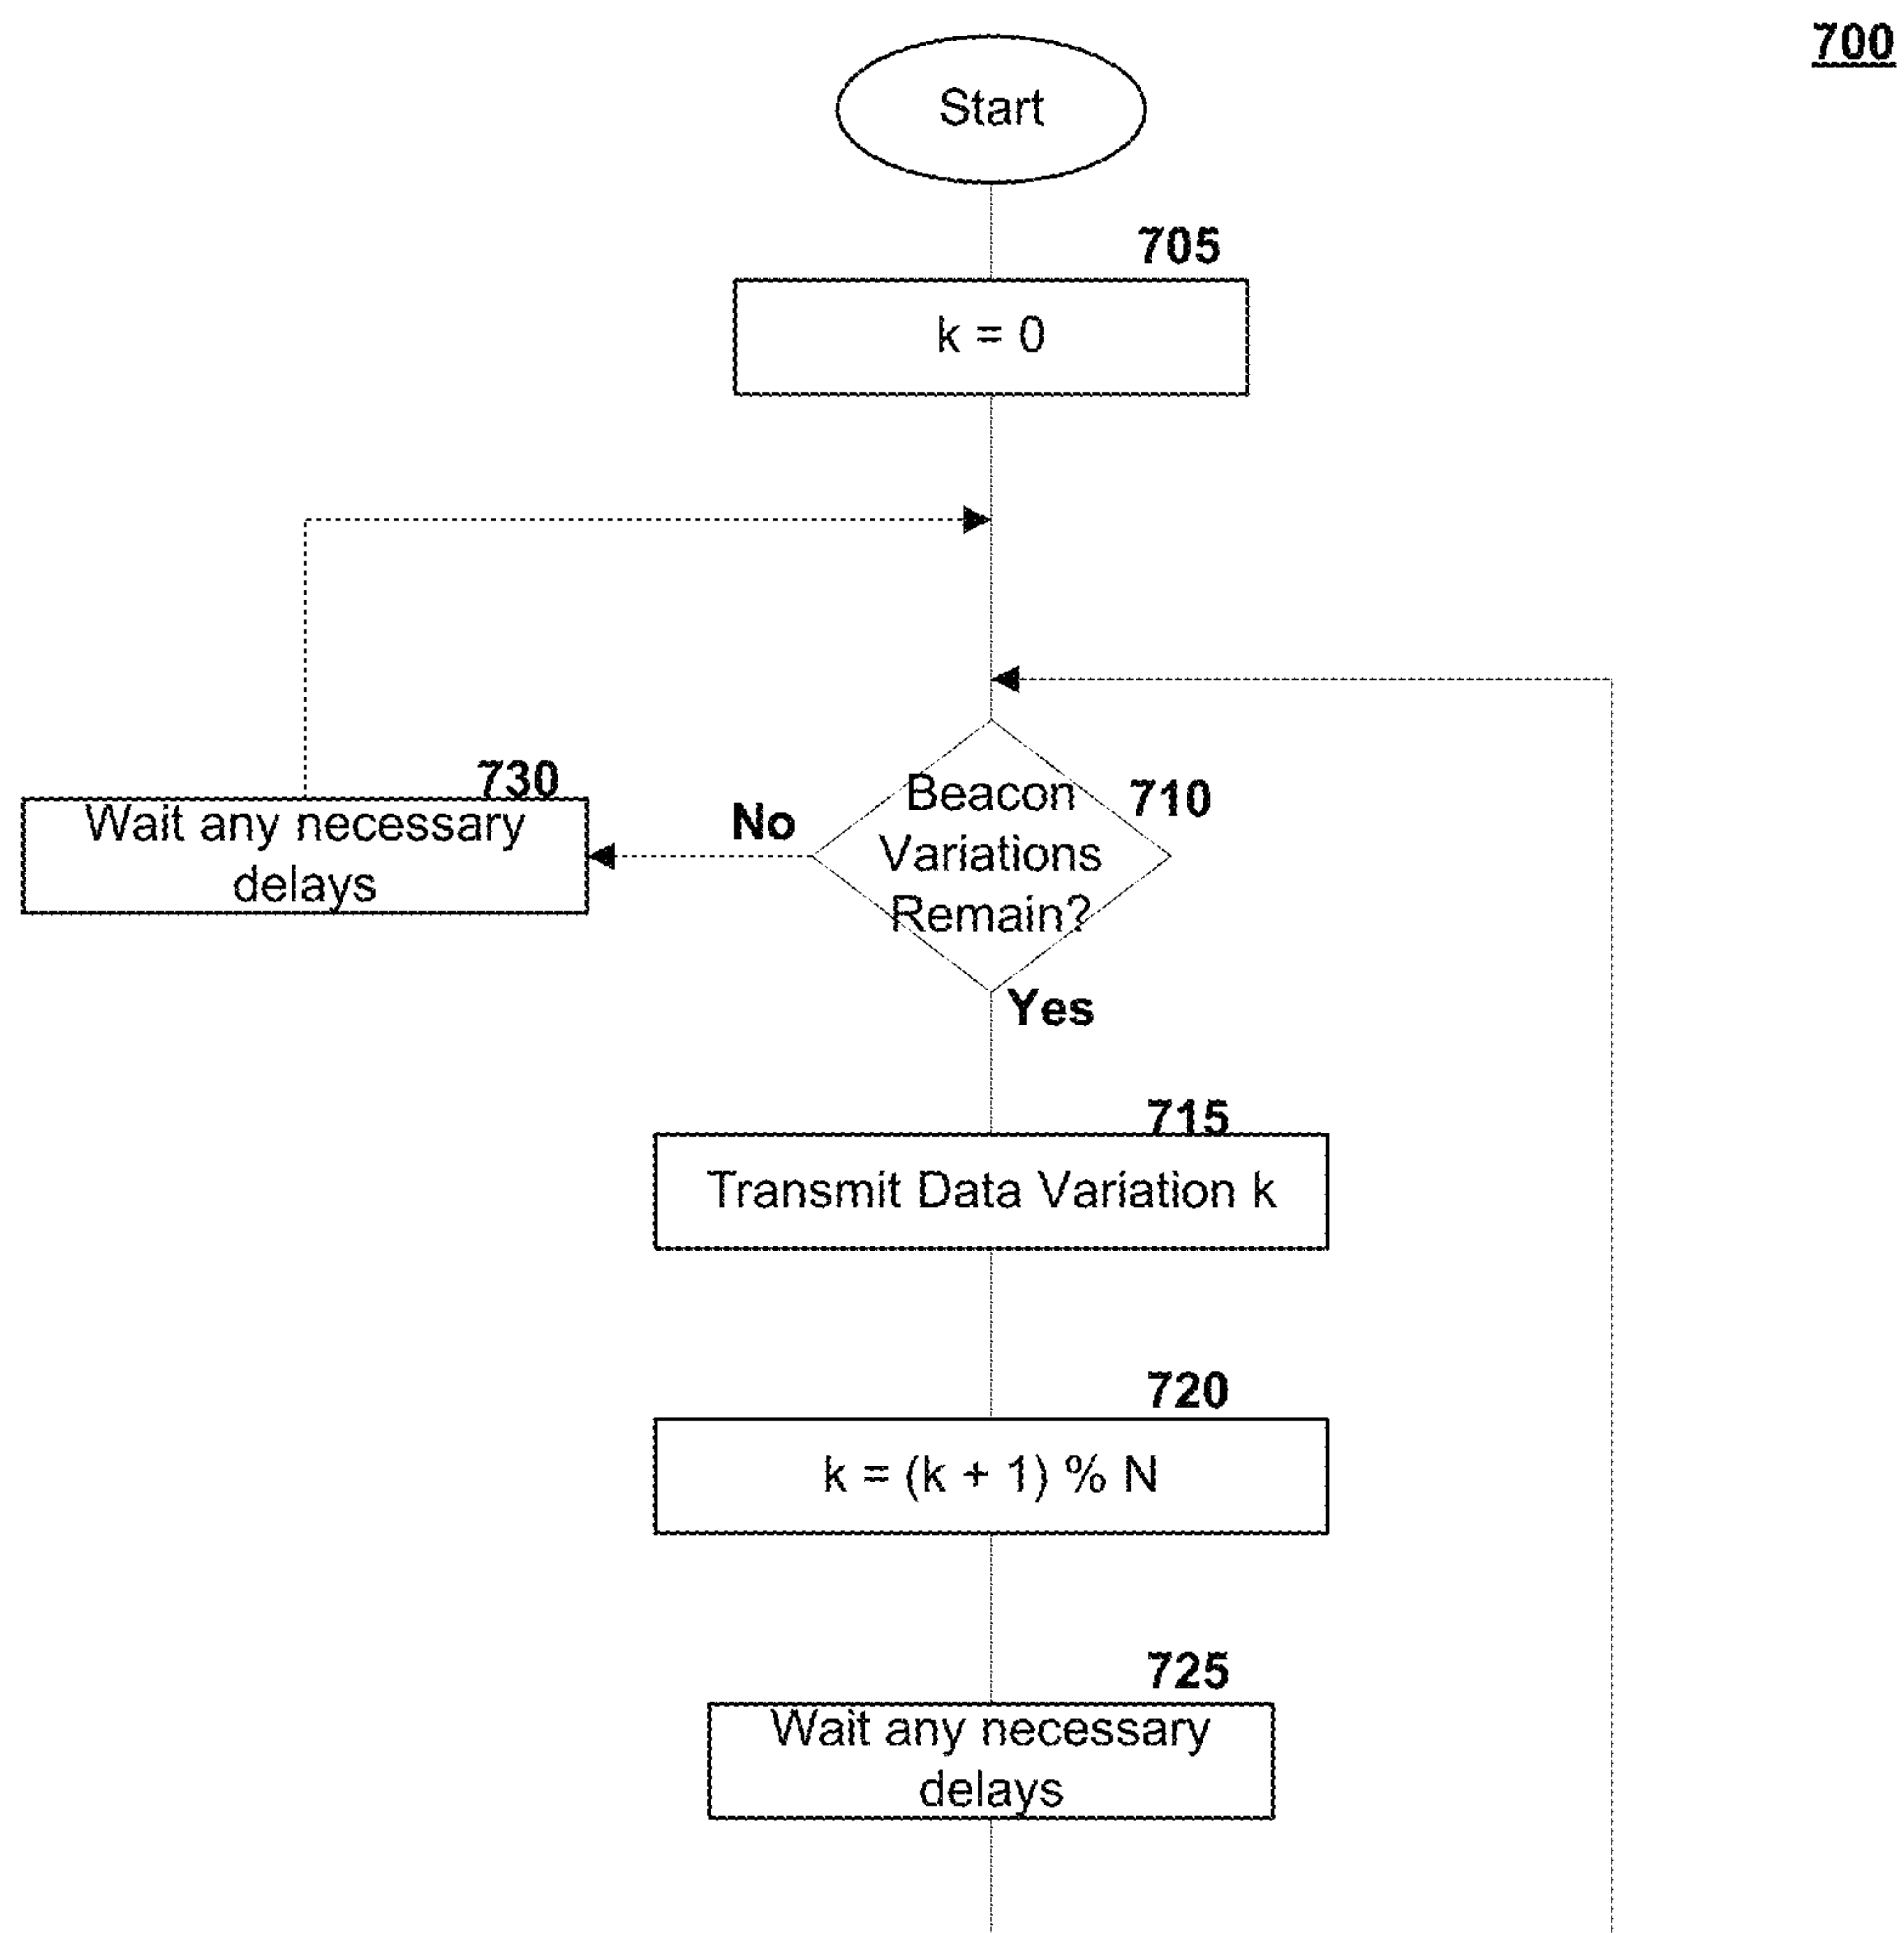 700
Start
705
k = 0
730
Wait any necessary
delays
No
710
Beacon
Variations
Remain?
Yes
715
Transmit Data Variation k
720
k = (k + 1) % N
725
Wait any necessary
delays